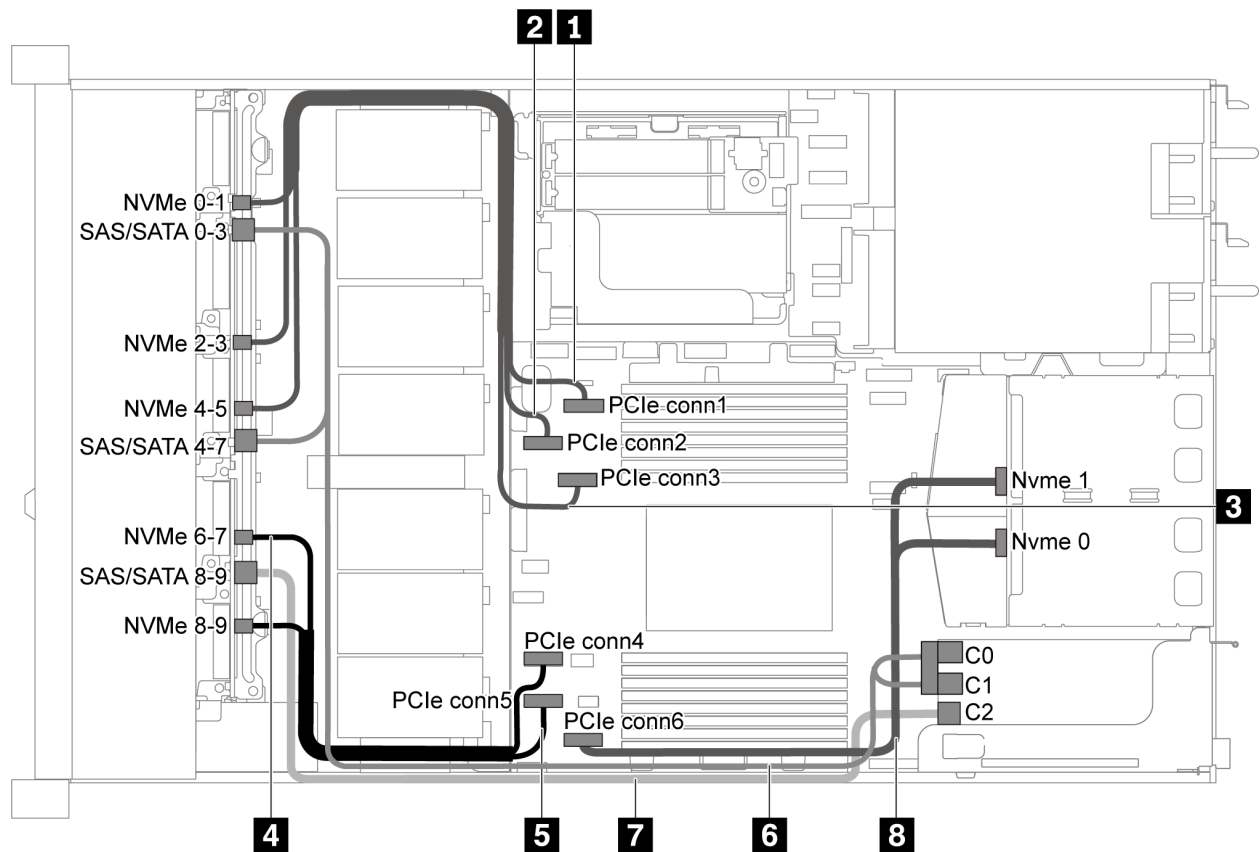 2 1
NVMe 0-1
SAS/SATA 0-3
NVMe 2-3
NVMe 4-5
SAS/SATA 4-7
PCIe conn1
PCIe conn2
PCIe conn3
Nvme 1
3
Nvme 0
NVMe 6-7
SAS/SATA 8-9
NVMe 8-9
PCIe conn4
PCIe conn5
PCIe conn6
C0
C1
C2
4 5 7 6 8